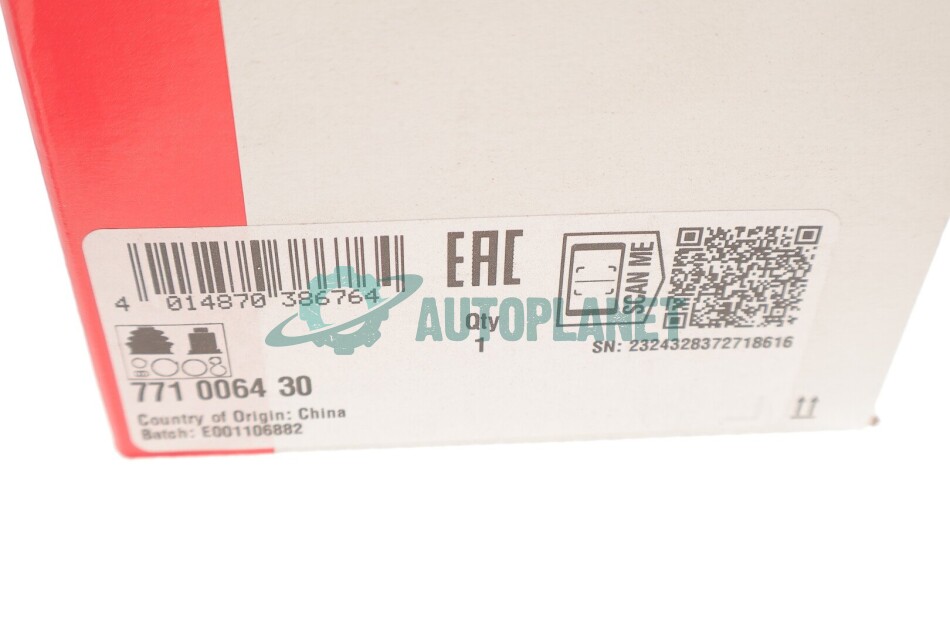 4 014870 386764
EAC
SCAN ME
AUTOPLANET
Qty
1
SN: 2324328372718616
771 0064 30
Country of Origin: China
Batch: E001106882